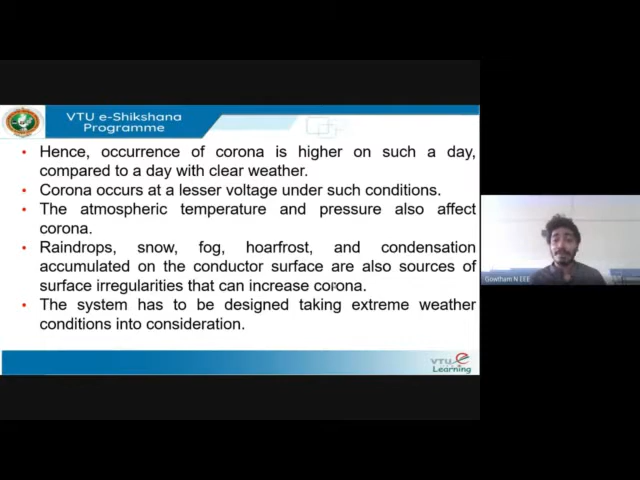 VTU e-Shikshana
Programme
• Hence, occurrence of corona is higher on such a day,
compared to a day with clear weather.
• Corona occurs at a lesser voltage under such conditions.
• The atmospheric temperature and pressure also affect
corona.
• Raindrops, snow, fog, hoarfrost, and condensation
accumulated on the conductor surface are also sources of
surface irregularities that can increase corona.
• The system has to be designed taking extreme weather
conditions into consideration.
Gowtham N EEE
VTU e
Learning